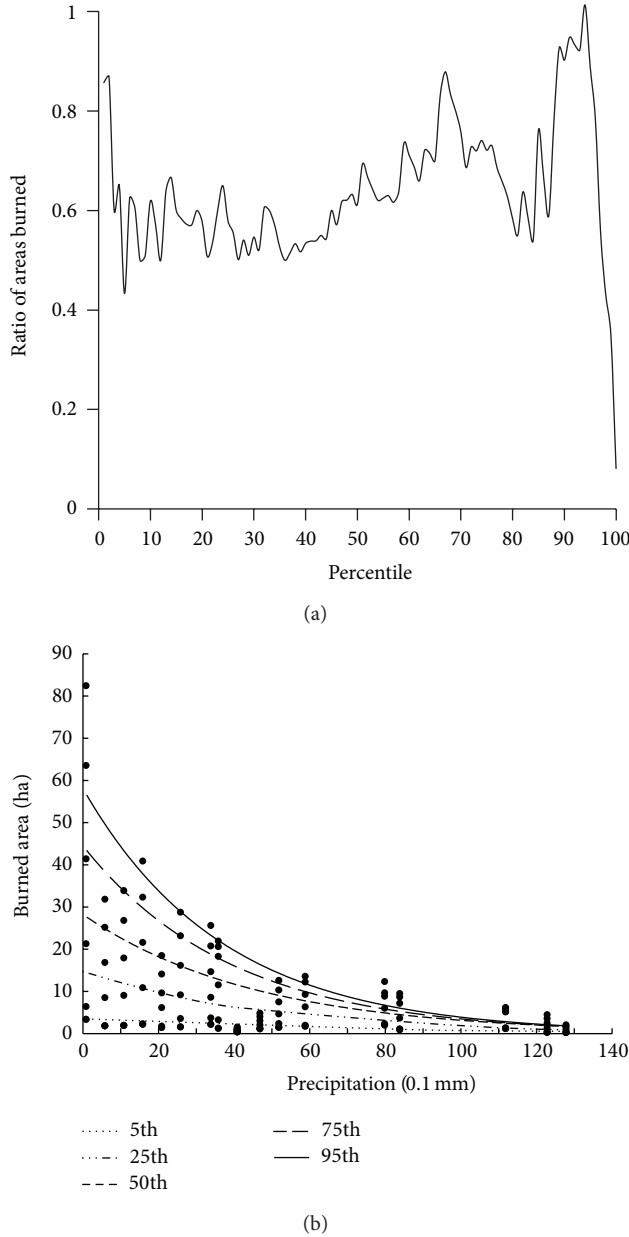 1
0.8
0.6
0.4
0.2
0
Ratio of areas burned
0 10 20 30 40 50 60 70 80 90 100
Percentile
(a)
90
80
70
60
50
40
30
20
10
0
Burned area (ha)
0 20 40 60 80 100 120 140
Precipitation (0.1 mm)
5th
25th
50th
75th
95th
(b)